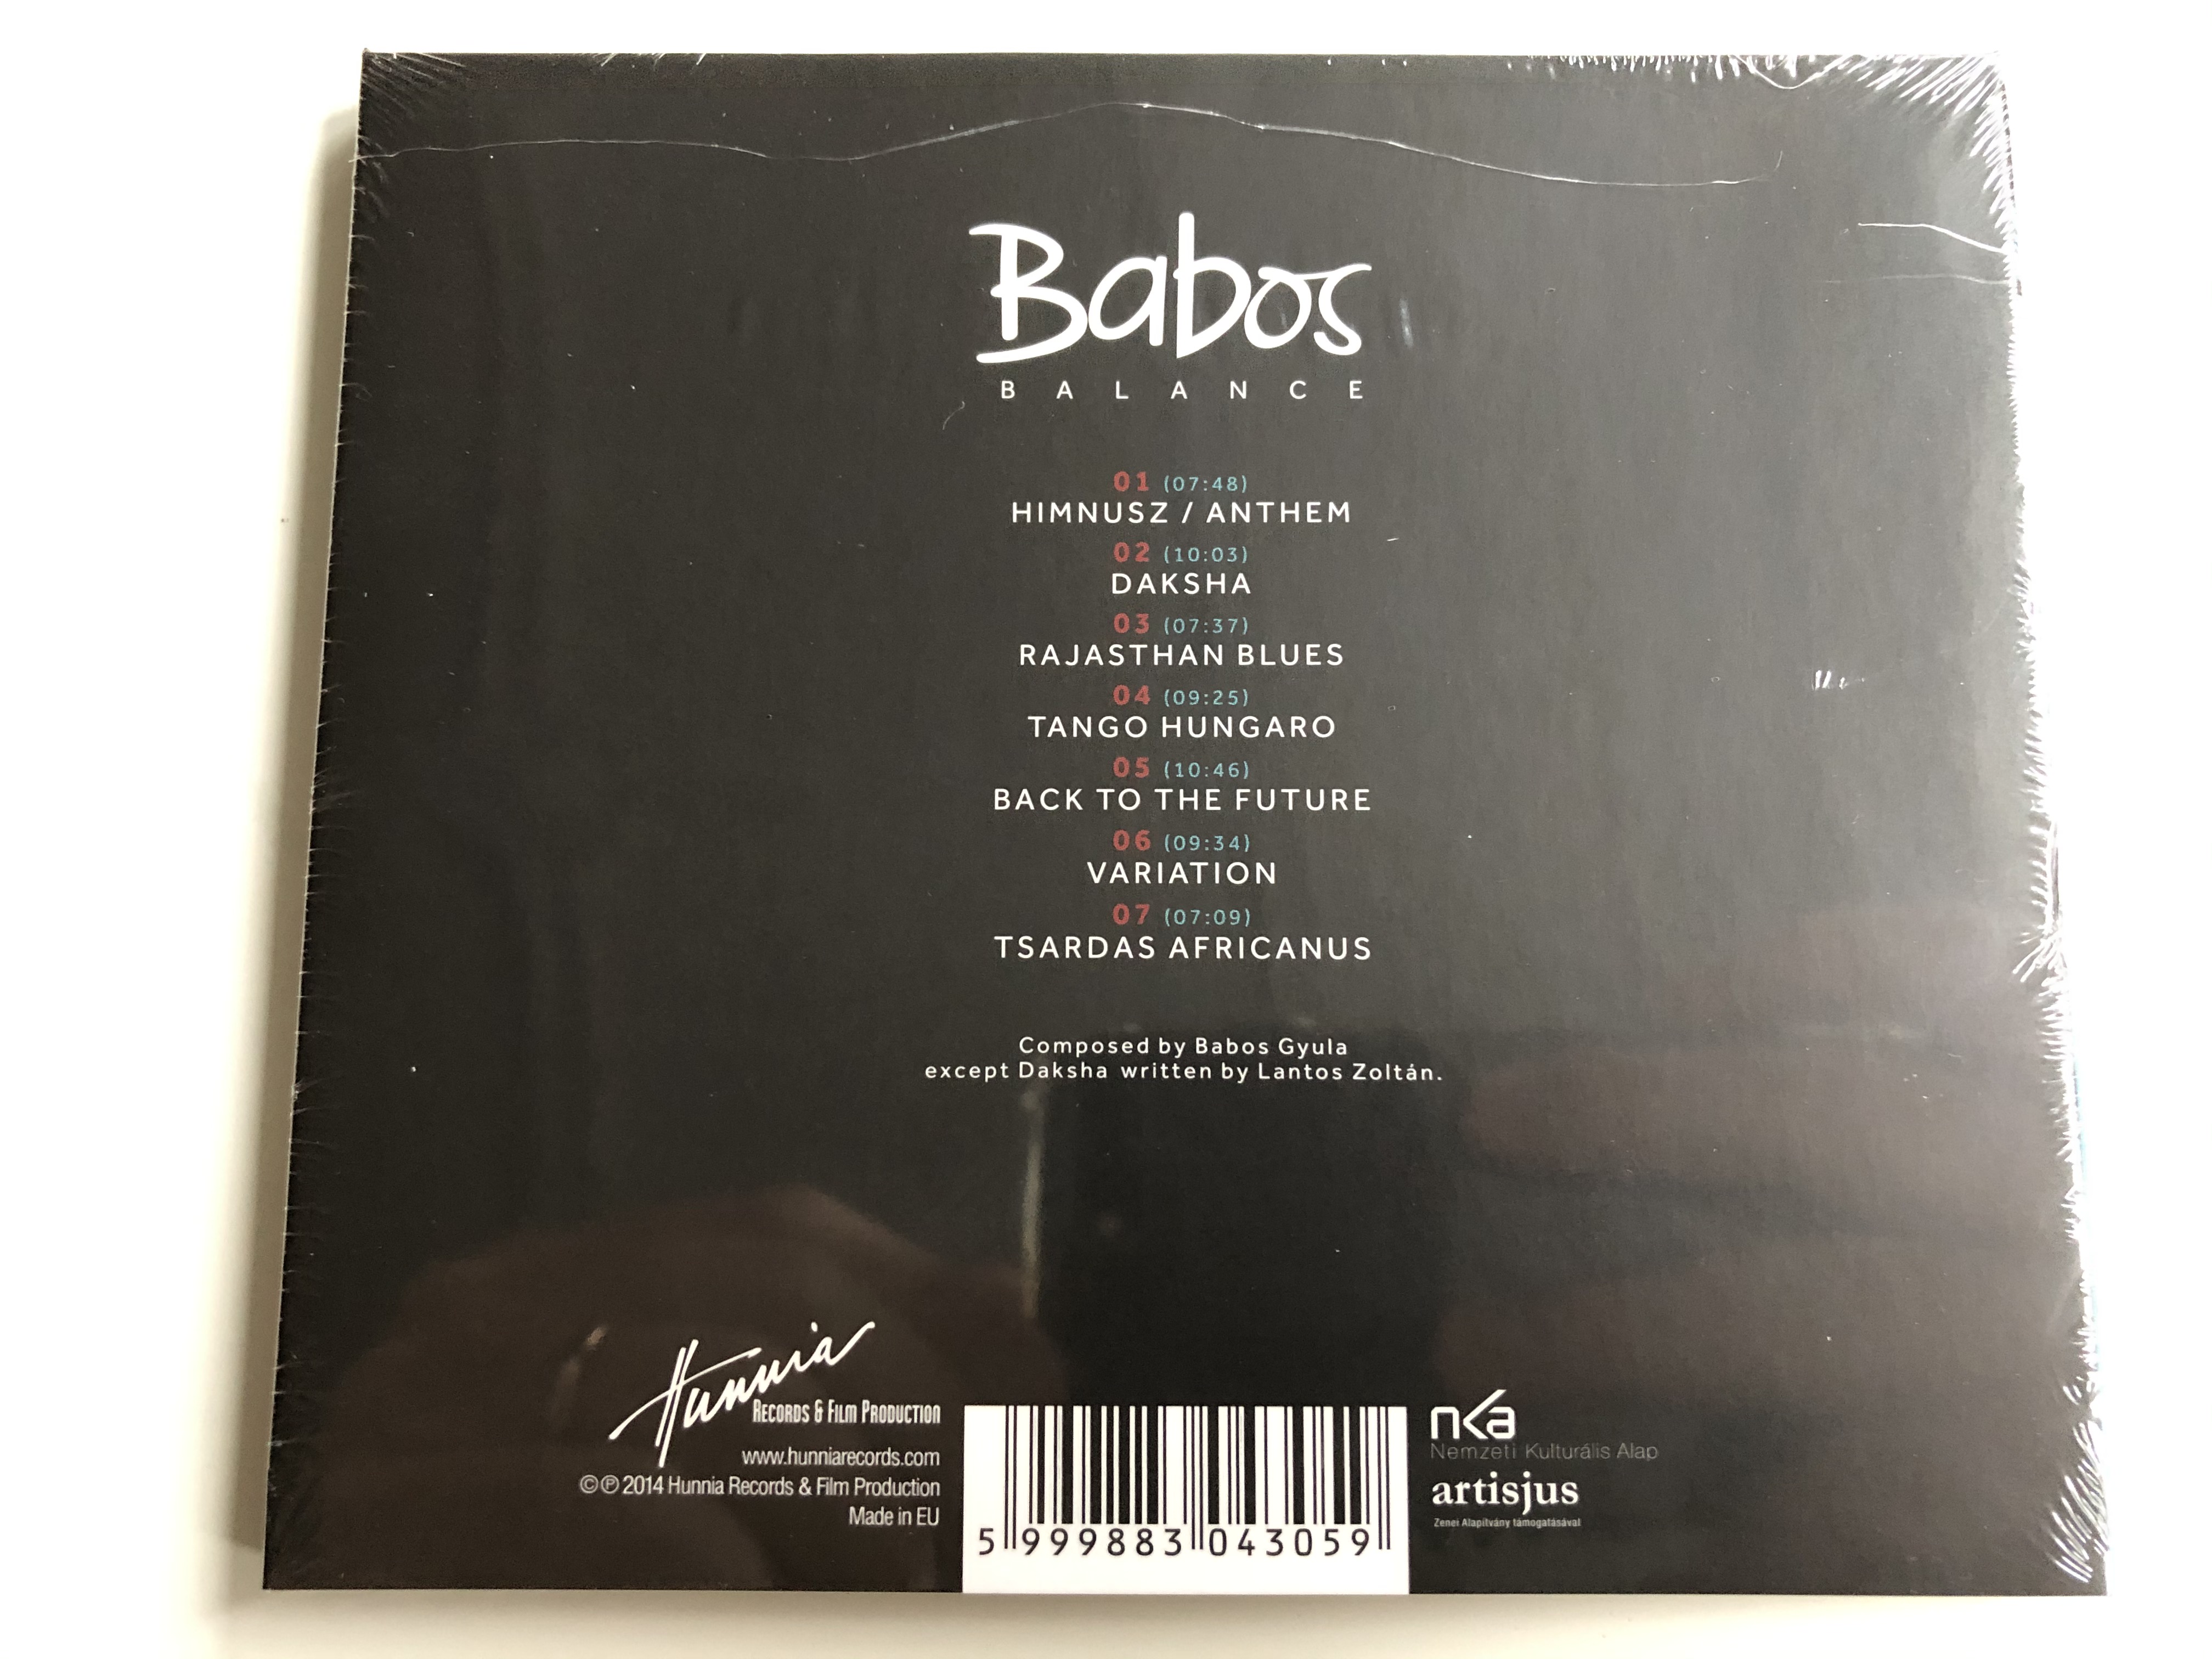 Babos
BALANCE
01 (07:48)
HIMNUSZ / ANTHEM
02 (10:03)
DAKSHA
03 (07:37)
RAJASTHAN BLUES
04 (09:25)
TANGO HUNGARO
05 (10:46)
BACK TO THE FUTURE
06 (09:34)
VARIATION
07 (07:09)
TSARDAS AFRICANUS
Composed by Babos Gyula
except Daksha written by Lantos Zoltán.
Hunnia
RECORDS & FILM PRODUCTION
www.hunniarecords.com
©℗ 2014 Hunnia Records & Film Production
Made in EU
5 999883 043059
nka
Nemzeti Kulturális Alap
artisjus
Zenei Alapítvány támogatásával